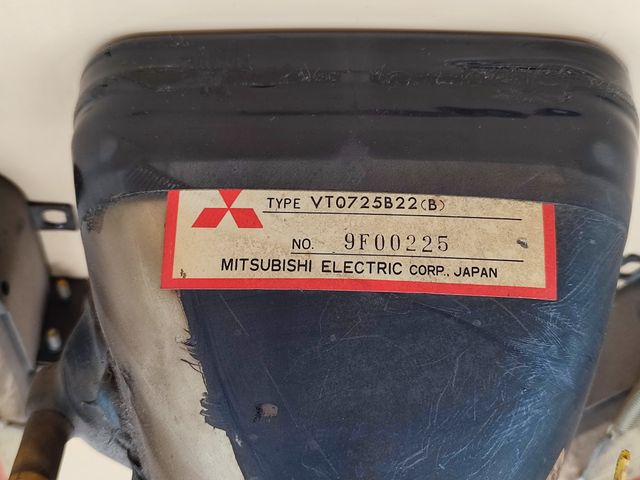 TYPE VT0725B22(B)
NO. 9F00225
MITSUBISHI ELECTRIC CORP., JAPAN